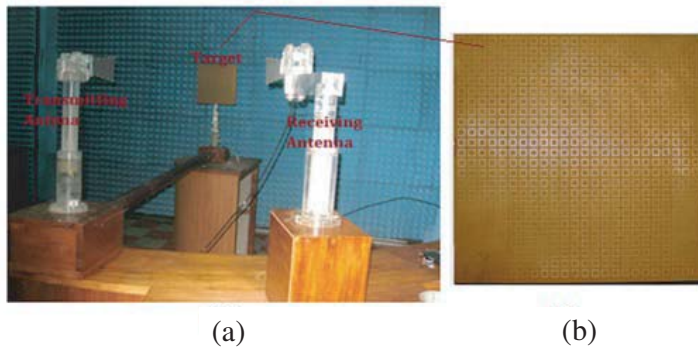 Target
Transmitting
Antenna
Receiving
Antenna
(a)
(b)